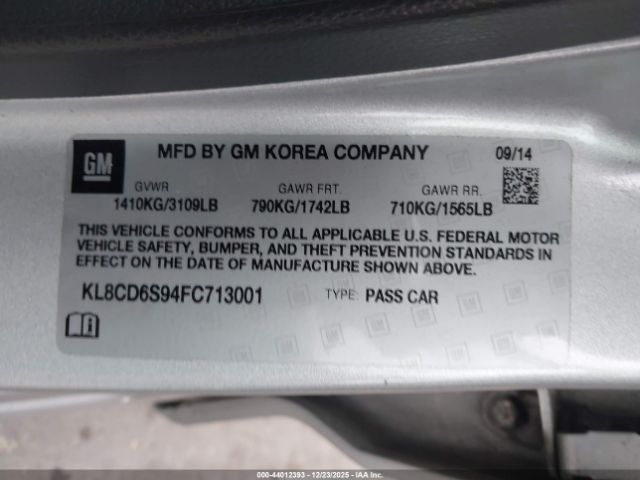 GM
MFD BY GM KOREA COMPANY
09/14
GVWR GAWR FRT. GAWR RR.
1410KG/3109LB 790KG/1742LB 710KG/1565LB
THIS VEHICLE CONFORMS TO ALL APPLICABLE U.S. FEDERAL MOTOR
VEHICLE SAFETY, BUMPER, AND THEFT PREVENTION STANDARDS IN
EFFECT ON THE DATE OF MANUFACTURE SHOWN ABOVE.
KL8CD6S94FC713001 TYPE: PASS CAR
000-44012393 - 12/23/2025 - COPART.COM